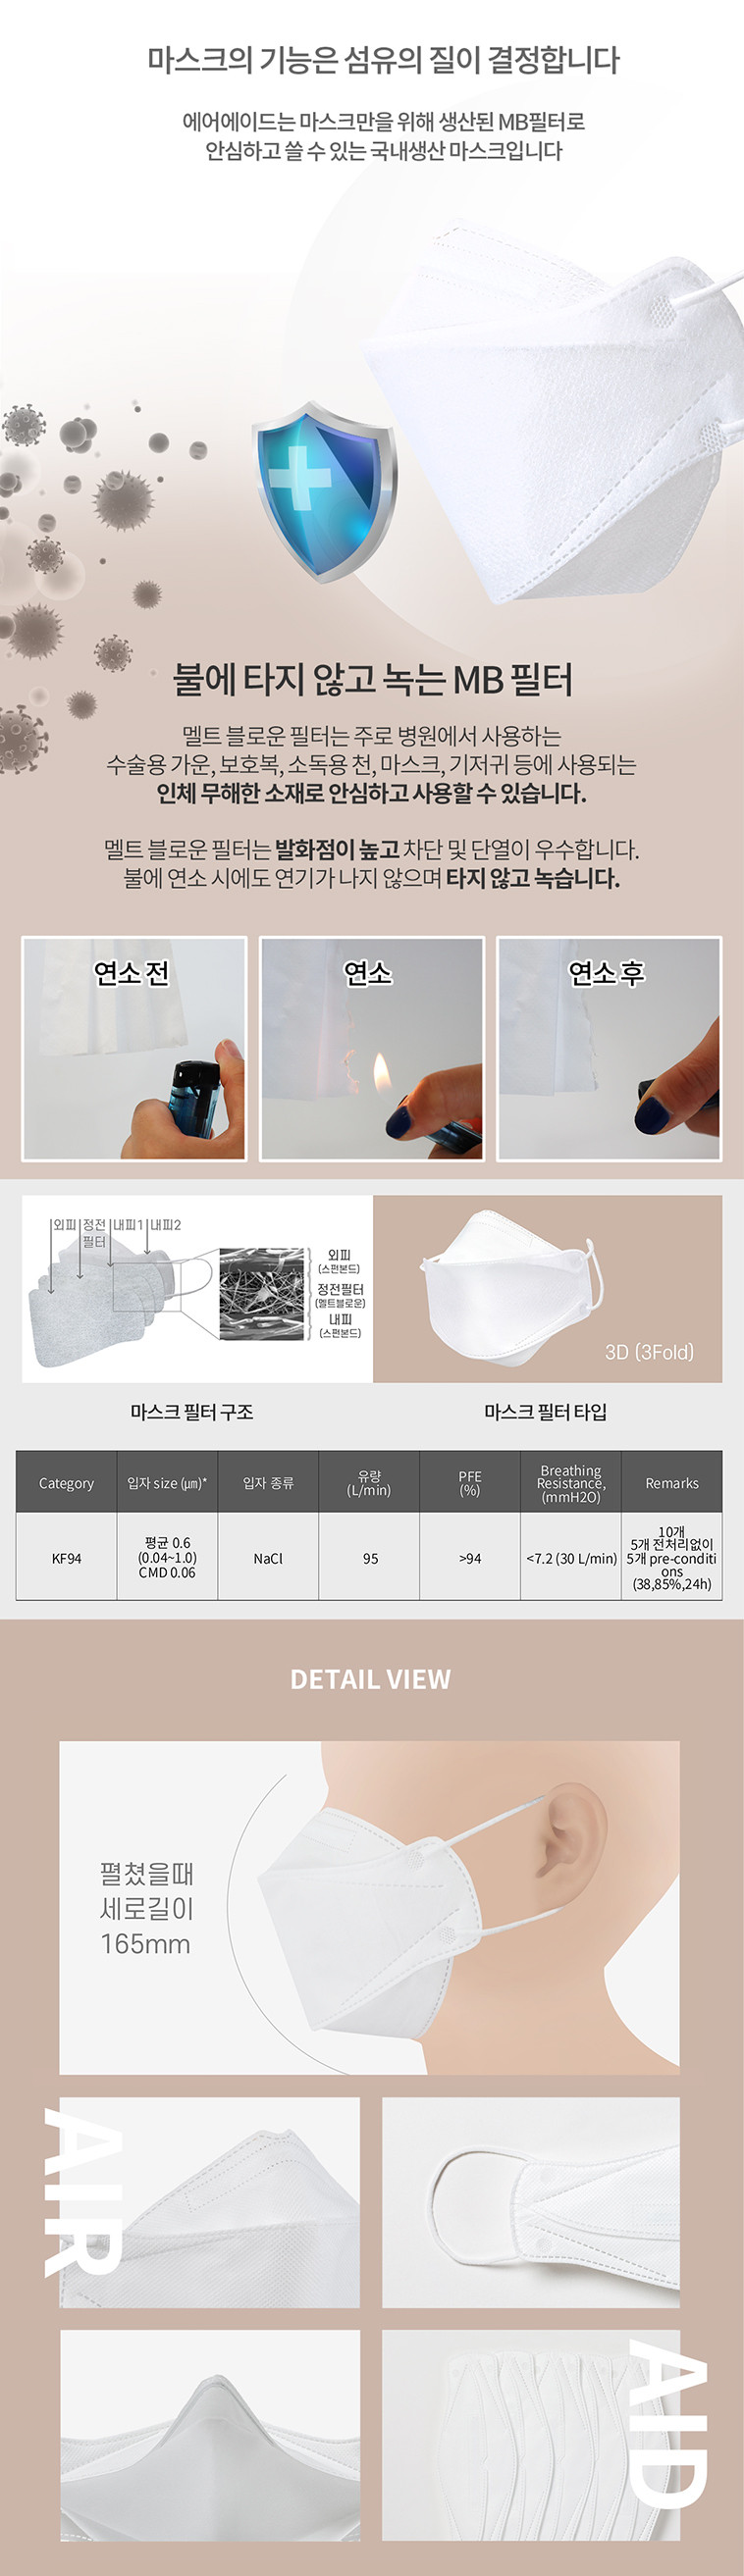 마스크의 기능은 섬유의 질이 결정합니다
에어에이드는 마스크만을 위해 생산된 MB필터로
안심하고 쓸 수 있는 국내생산 마스크입니다
불에 타지 않고 녹는 MB 필터
멜트 블로운 필터는 주로 병원에서 사용하는
수술용 가운, 보호복, 소독용 천, 마스크, 기저귀 등에 사용되는
인체 무해한 소재로 안심하고 사용할 수 있습니다.
멜트 블로운 필터는 발화점이 높고 차단 및 단열이 우수합니다.
불에 연소 시에도 연기가 나지 않으며 타지 않고 녹습니다.
연소 전
연소
연소 후
외피
정전
필터
내피1
내피2
외피
(스펀본드)
정전필터
(멜트블로운)
내피
(스펀본드)
3D (3Fold)
마스크 필터 구조
마스크 필터 타입
Category
입자 size (㎛)*
입자 종류
유량
(L/min)
PFE
(%)
Breathing
Resistance,
(mmH2O)
Remarks
KF94
평균 0.6
(0.04~1.0)
CMD 0.06
NaCl
95
>94
<7.2 (30 L/min)
10개
5개 전처리없이
5개 pre-conditi
ons
(38,85%,24h)
DETAIL VIEW
펼쳤을때
세로길이
165mm
AIR
AID